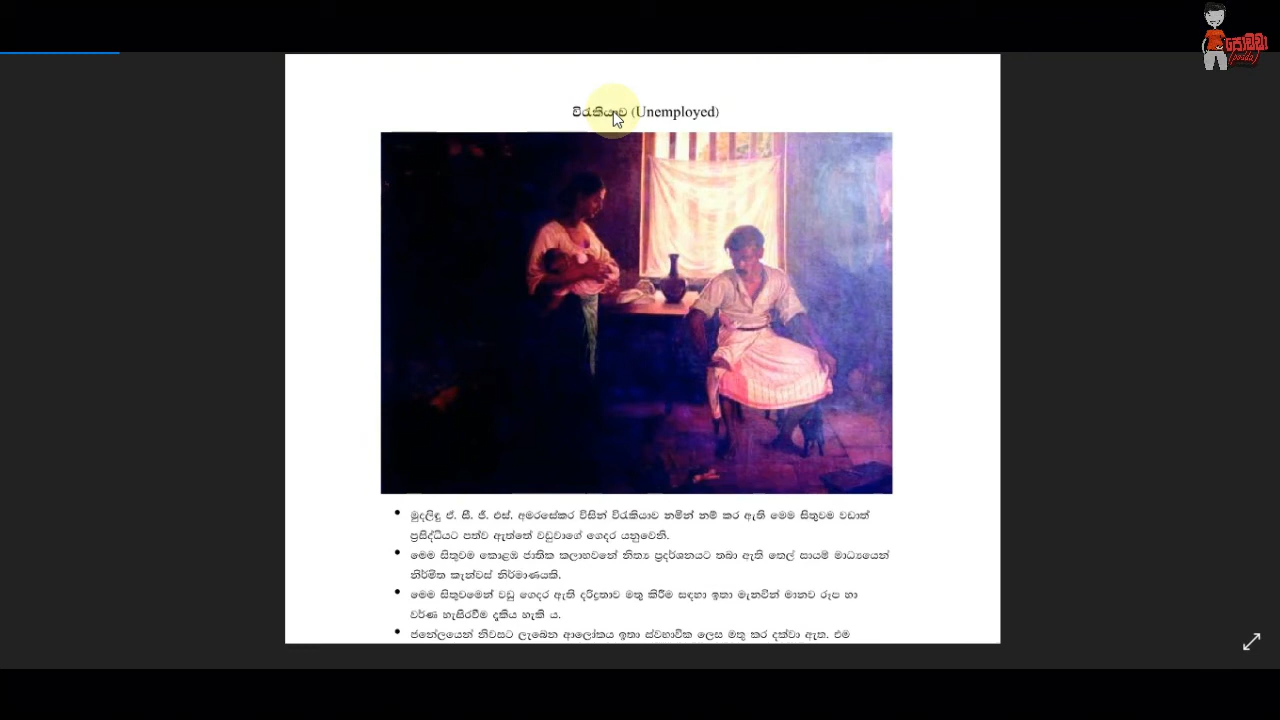 පොඩ්ඩා
(podda)
විරැකියාව (Unemployed)
• මුදලිඳු ඒ. සී. ජී. එස්. අමරසේකර විසින් විරැකියාව නමින් නම් කර ඇති මෙම සිතුවම වඩාත්
ප්‍රසිද්ධියට පත්ව ඇත්තේ වඩුවාගේ ගෙදර යනුවෙනි.
• මෙම සිතුවම කොළඹ ජාතික කලාභවනේ නිත්‍ය ප්‍රදර්ශනයට තබා ඇති තෙල් සායම් මාධ්‍යයෙන්
නිර්මිත කැන්වස් නිර්මාණයකි.
• මෙම සිතුවමෙන් වඩු ගෙදර ඇති දරිද්‍රතාව මතු කිරීම සඳහා ඉතා මැනවින් මානව රූප හා
වර්ණ හැසිරවීම දැකිය හැකි ය.
• ජනේලයෙන් නිවසට ලැබෙන ආලෝකය ඉතා ස්වභාවික ලෙස මතු කර දක්වා ඇත. එම